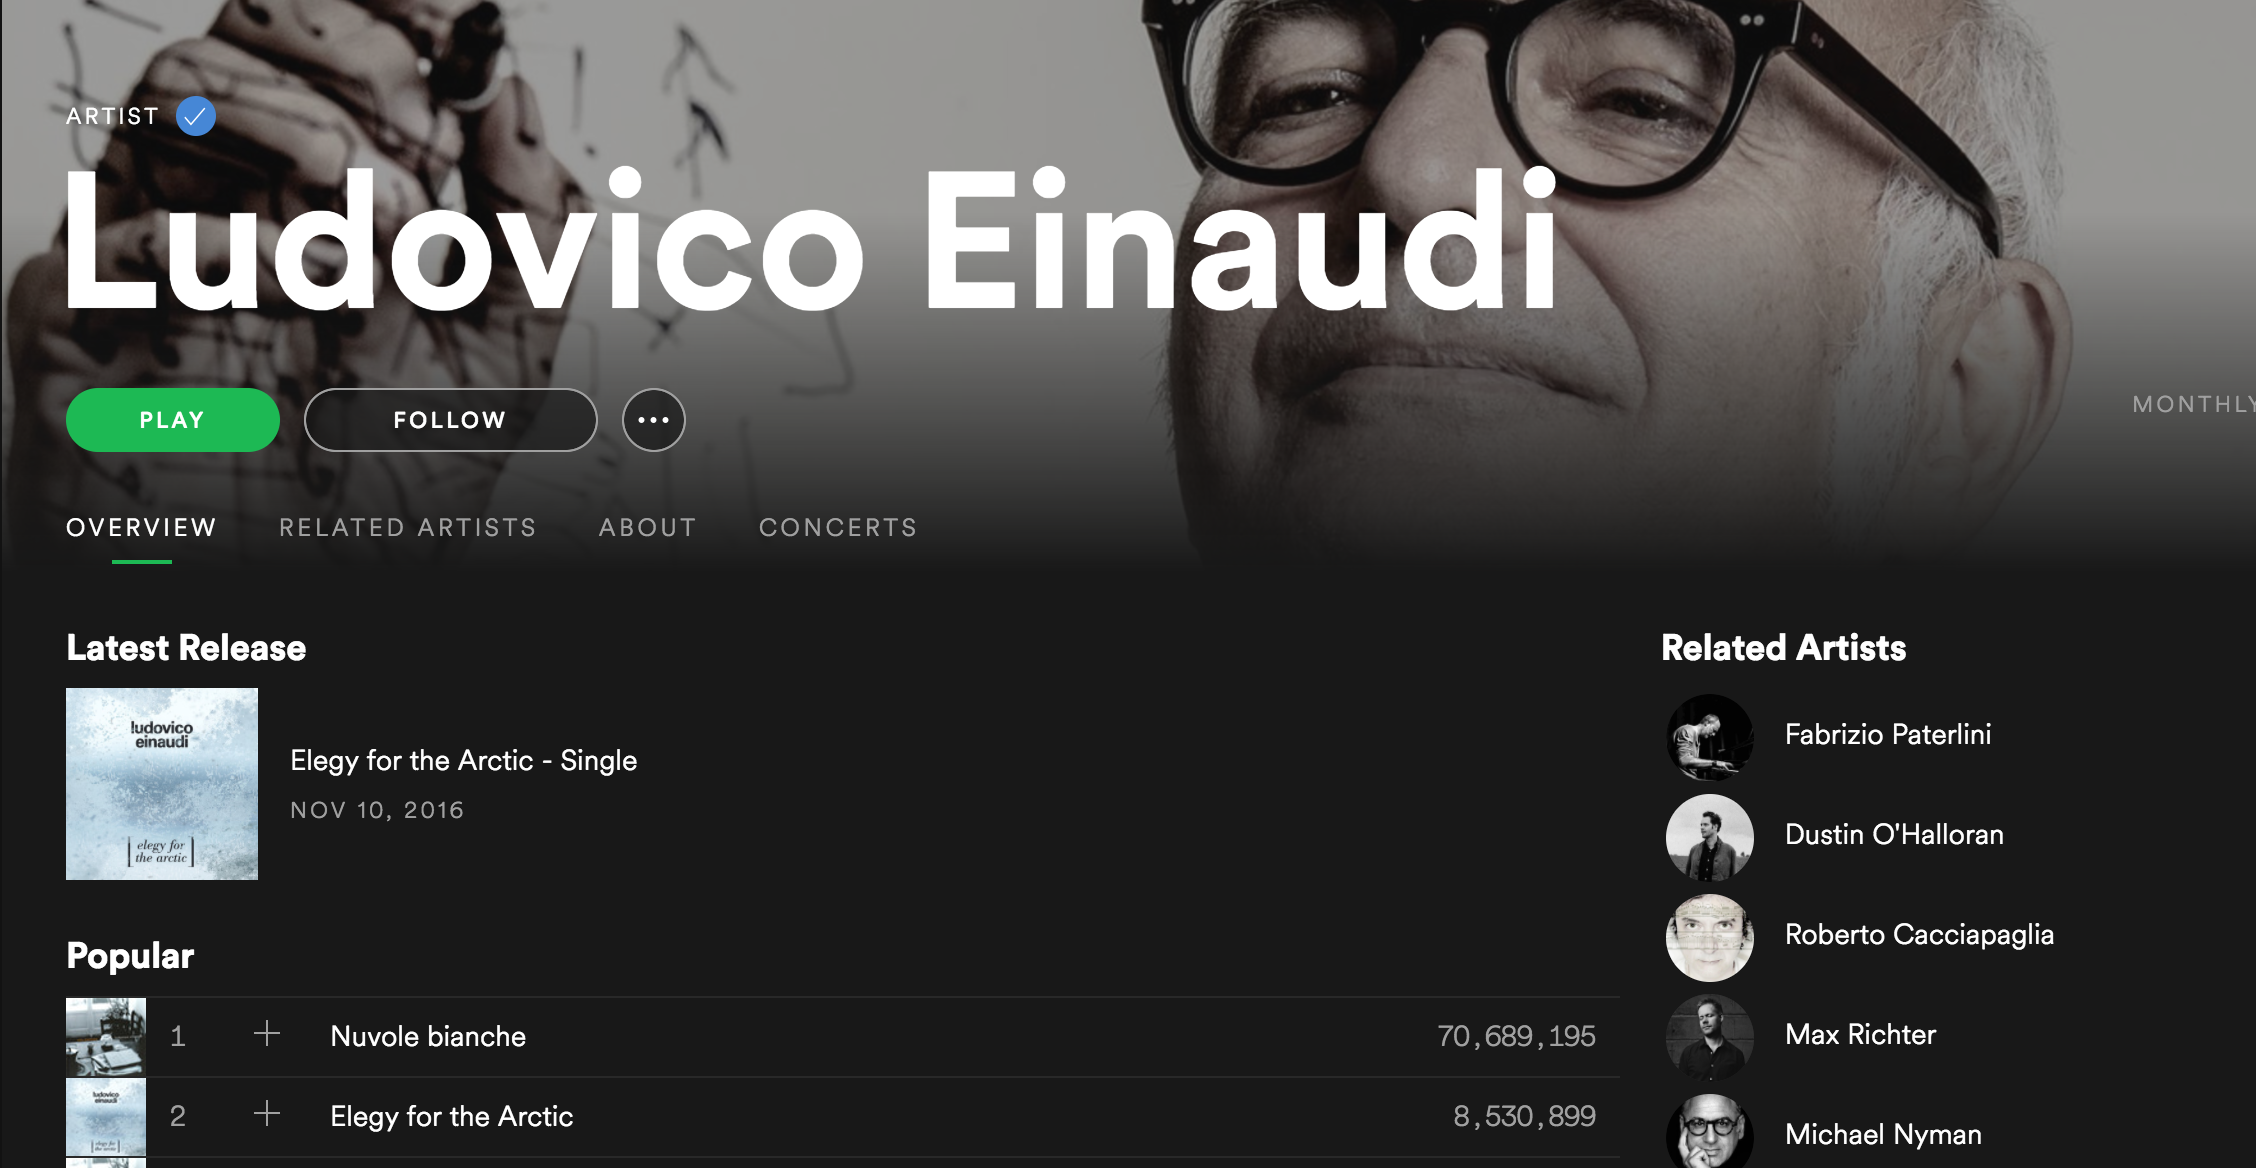 ARTIST
Ludovico Einaudi
PLAY
FOLLOW
MONTHLY
OVERVIEW
RELATED ARTISTS
ABOUT
CONCERTS
Latest Release
ludovico
einaudi
elegy for
the arctic
Elegy for the Arctic - Single
NOV 10, 2016
Popular
1
Nuvole bianche
70,689,195
ludovico
einaudi
2
Elegy for the Arctic
8,530,899
Related Artists
Fabrizio Paterlini
Dustin O'Halloran
Roberto Cacciapaglia
Max Richter
Michael Nyman